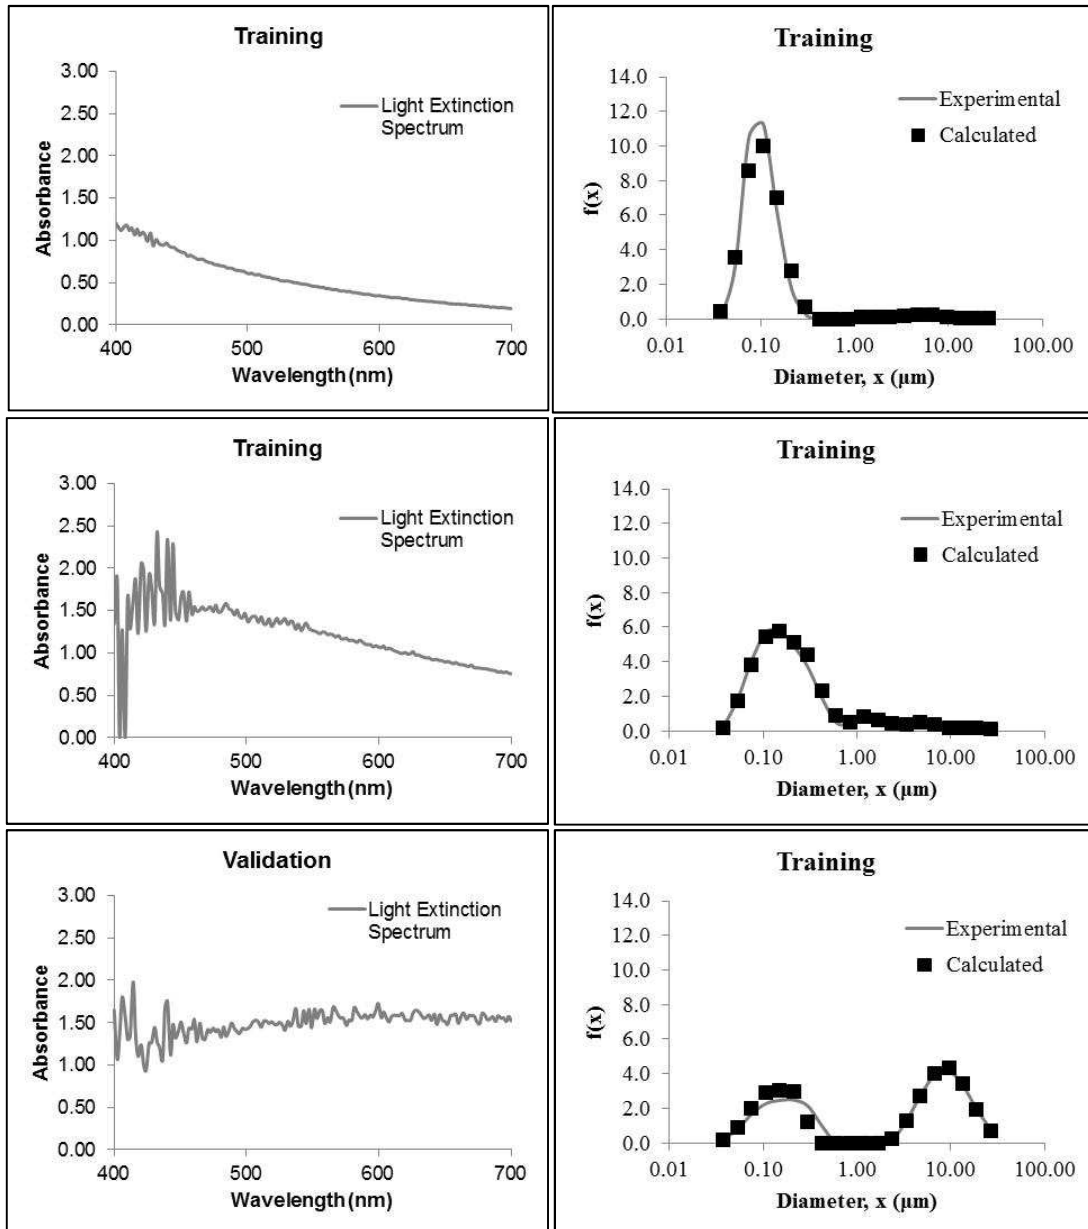 Training
3.00
2.50
2.00
1.50
1.00
0.50
0.00
Absorbance
Light Extinction
Spectrum
400
500
600
700
Wavelength (nm)
Training
14.0
12.0
10.0
8.0
6.0
4.0
2.0
0.0
f(x)
Experimental
Calculated
0.01
0.10
1.00
10.00
100.00
Diameter, x (µm)
Training
3.00
2.50
2.00
1.50
1.00
0.50
0.00
Absorbance
Light Extinction
Spectrum
400
500
600
700
Wavelength (nm)
Training
14.0
12.0
10.0
8.0
6.0
4.0
2.0
0.0
f(x)
Experimental
Calculated
0.01
0.10
1.00
10.00
100.00
Diameter, x (µm)
Validation
3.00
2.50
2.00
1.50
1.00
0.50
0.00
Absorbance
Light Extinction
Spectrum
400
500
600
700
Wavelength (nm)
Training
14.0
12.0
10.0
8.0
6.0
4.0
2.0
0.0
f(x)
Experimental
Calculated
0.01
0.10
1.00
10.00
100.00
Diameter, x (µm)